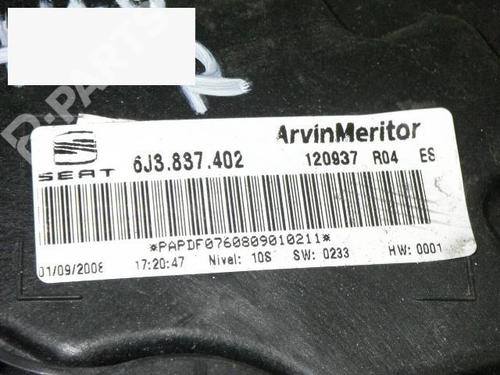 ArvinMeritor
SEAT
6J3.837.402
120937 R04 ES
*PAPDF0760809010211*
01/09/2008 17:20:47 Nivel: 10S SW: 0233 HW: 0001